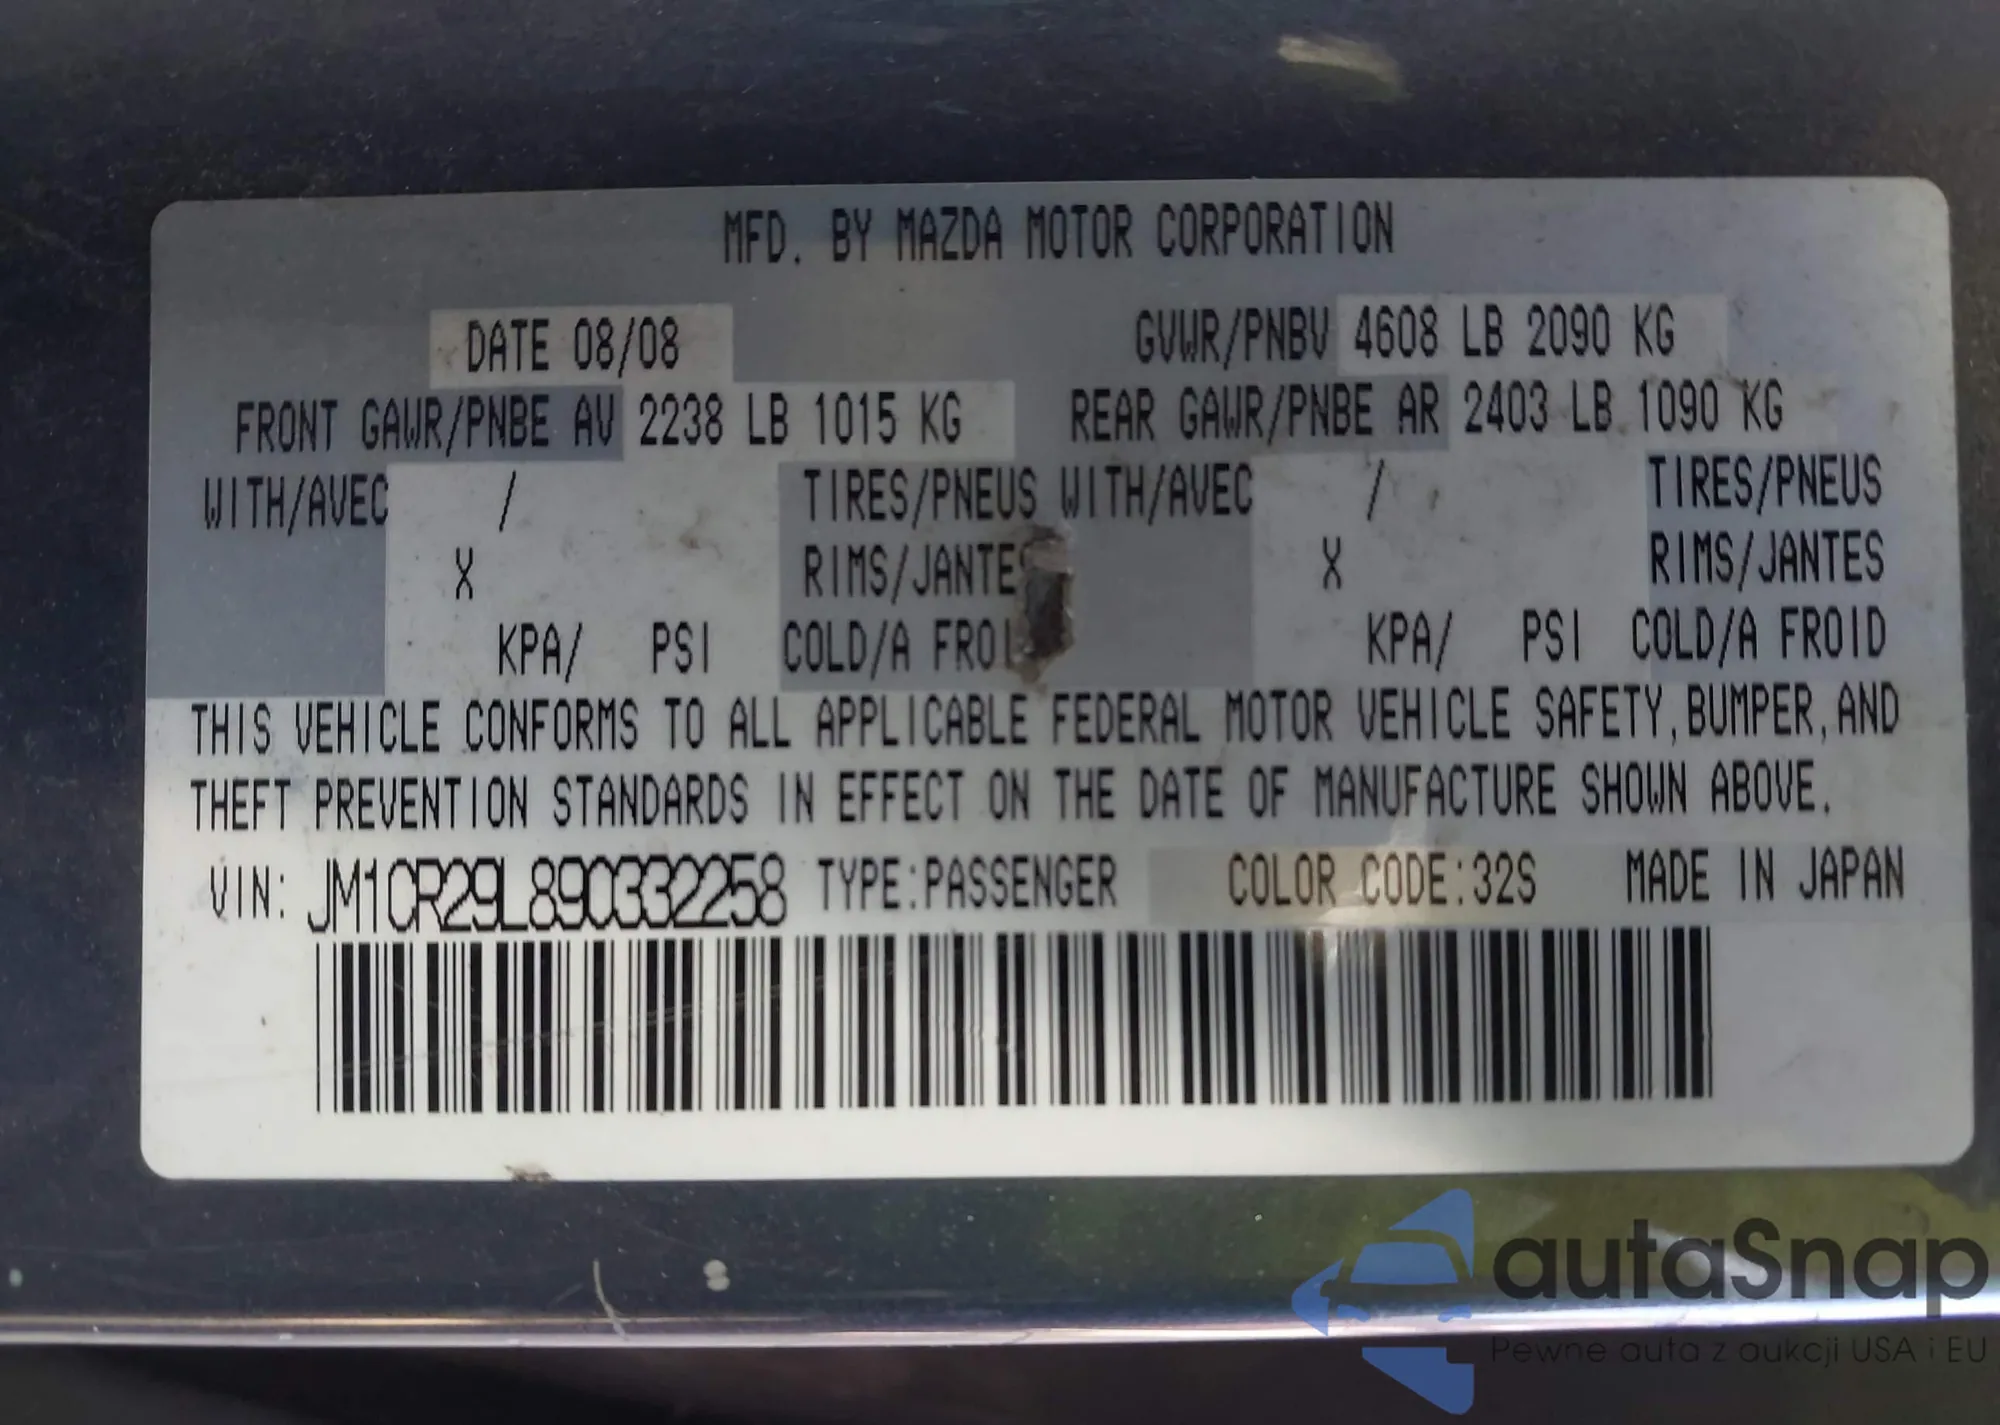 MFD. BY MAZDA MOTOR CORPORATION
DATE 08/08 GVWR/PNBV 4608 LB 2090 KG
FRONT GAWR/PNBE AV 2238 LB 1015 KG REAR GAWR/PNBE AR 2403 LB 1090 KG
WITH/AVEC / TIRES/PNEUS WITH/AVEC / TIRES/PNEUS
X RIMS/JANTES X RIMS/JANTES
KPA/ PSI COLD/A FROI KPA/ PSI COLD/A FROID
THIS VEHICLE CONFORMS TO ALL APPLICABLE FEDERAL MOTOR VEHICLE SAFETY, BUMPER, AND
THEFT PREVENTION STANDARDS IN EFFECT ON THE DATE OF MANUFACTURE SHOWN ABOVE.
VIN: JM1CR29L890332258 TYPE:PASSENGER COLOR CODE:32S MADE IN JAPAN
autaSnap
Pewne auta z aukcji USA i EU